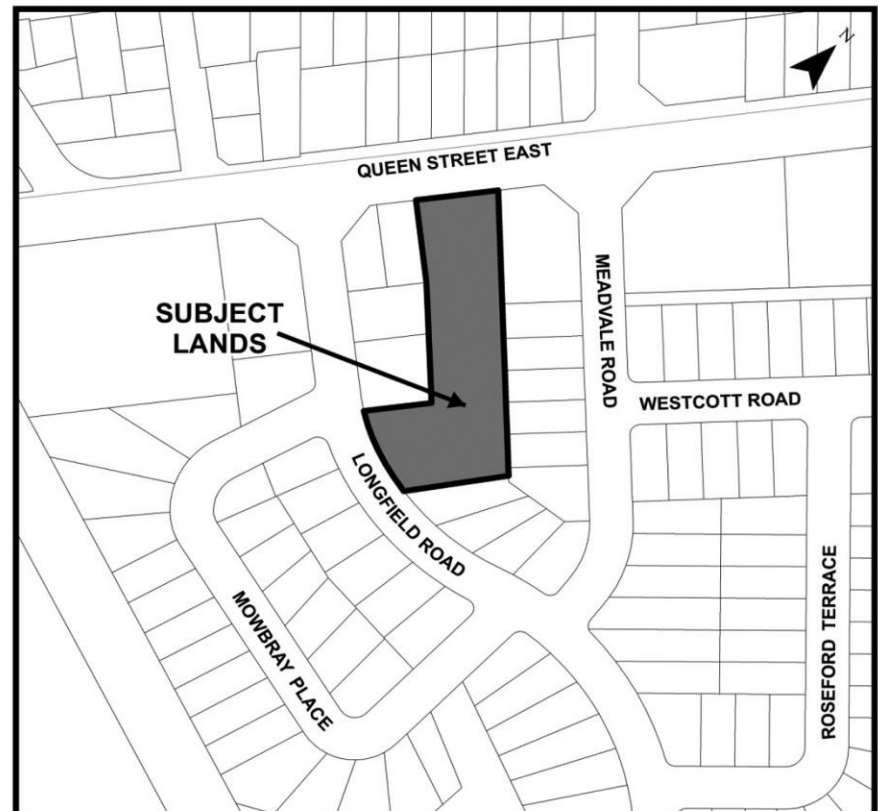 N
QUEEN STREET EAST
SUBJECT
LANDS
MEADVALE ROAD
WESTCOTT ROAD
LONGFIELD ROAD
MOWBRAY PLACE
ROSEFORD TERRACE